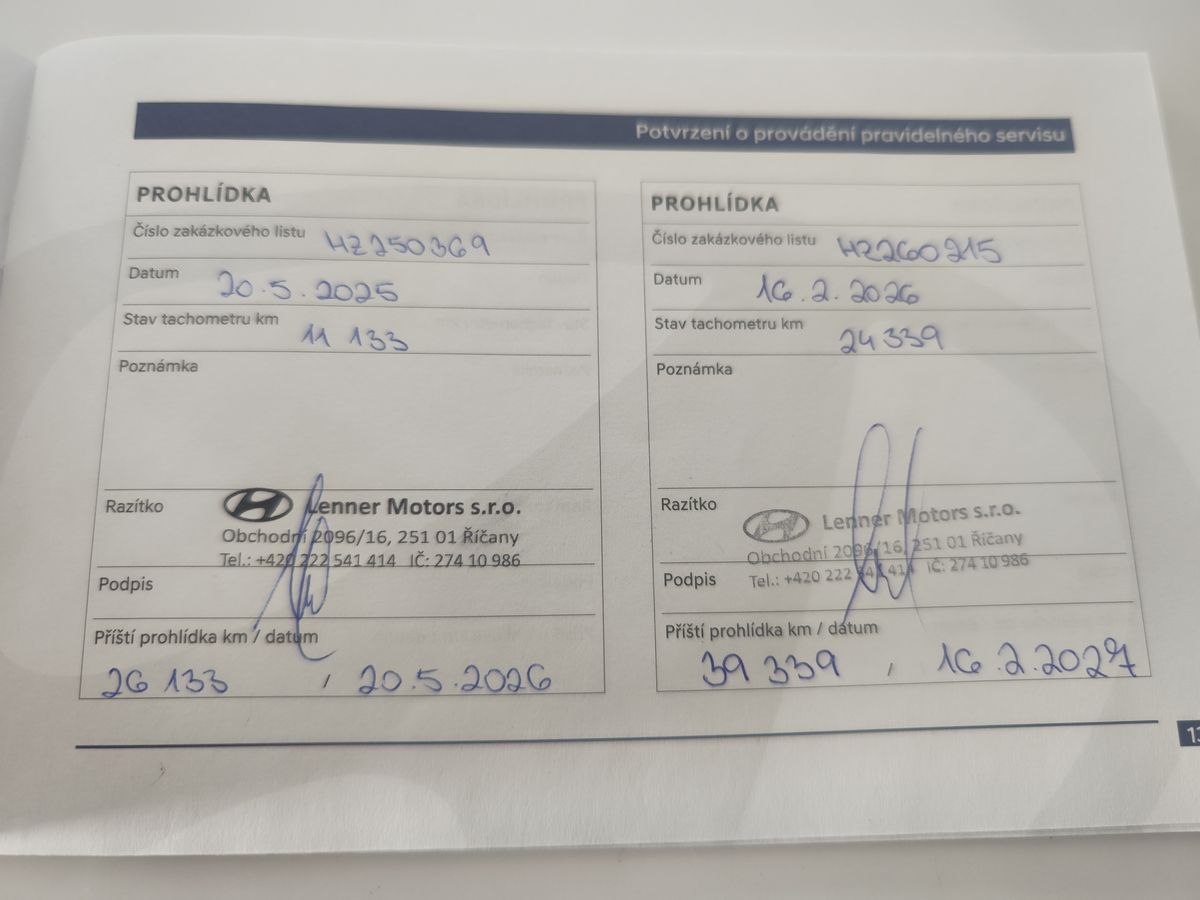 Potvrzení o provádění pravidelného servisu
PROHLÍDKA
Číslo zakázkového listu HZ250369
Datum 20.5.2025
Stav tachometru km 11 133
Poznámka
Razítko Lenner Motors s.r.o.
Obchodní 2096/16, 251 01 Říčany
Tel.: +420 222 541 414 IČ: 274 10 986
Podpis
Příští prohlídka km / datum
26 133 , 20.5.2026
PROHLÍDKA
Číslo zakázkového listu HZ260215
Datum 16.2.2026
Stav tachometru km 24 339
Poznámka
Razítko Lenner Motors s.r.o.
Obchodní 2096/16, 251 01 Říčany
Tel.: +420 222 541 414 IČ: 274 10 986
Podpis
Příští prohlídka km / datum
39 339 , 16.2.2027